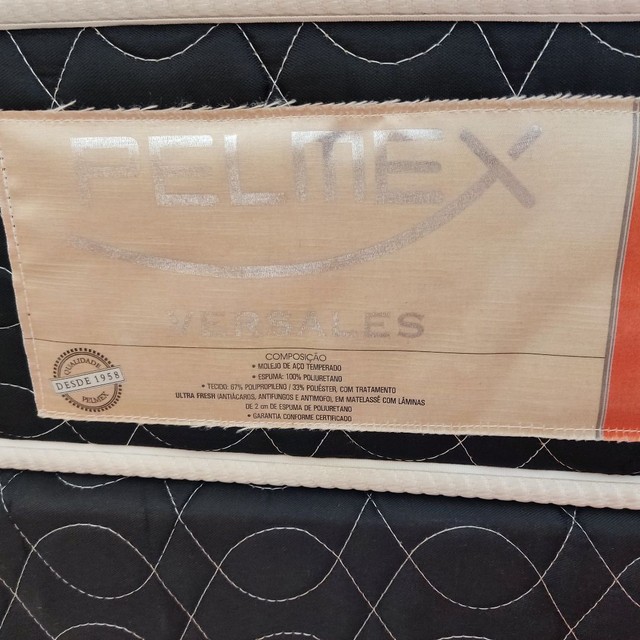 PELMEX
VERSALES
COMPOSIÇÃO
• MOLEJO DE AÇO TEMPERADO
• ESPUMA: 100% POLIURETANO
• TECIDO: 67% POLIPROPILENO / 33% POLIÉSTER, COM TRATAMENTO
ULTRA FRESH (ANTIÁCAROS, ANTIFUNGOS E ANTIMOFO), EM MATELASSÊ COM LÂMINAS
DE 2 cm DE ESPUMA DE POLIURETANO
• GARANTIA CONFORME CERTIFICADO
QUALIDADE
DESDE 1958
PELMEX